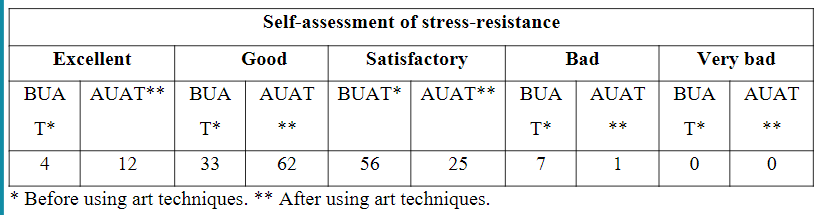 Self-assessment of stress-resistance
Excellent Good Satisfactory Bad Very bad
BUA AUAT** BUA AUAT BUAT* AUAT** BUA AUAT BUA AUAT
T* T* ** T* ** T* **
4 12 33 62 56 25 7 1 0 0
* Before using art techniques. ** After using art techniques.